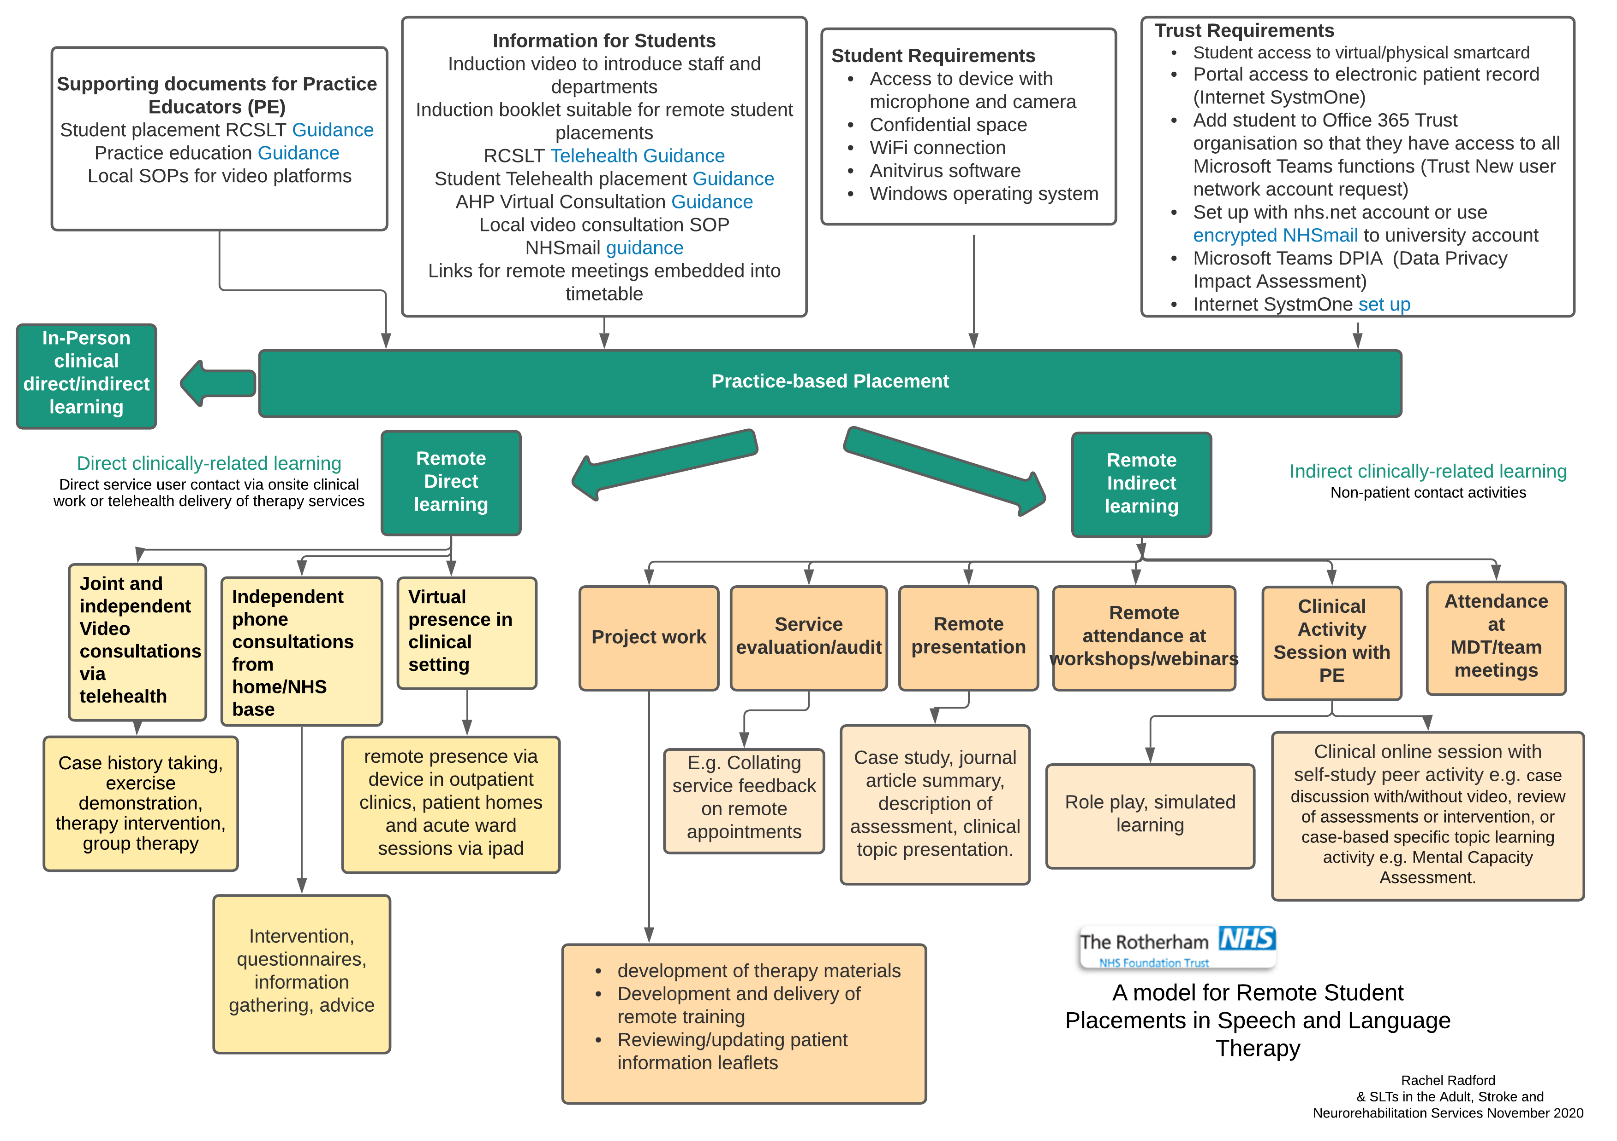 Supporting documents for Practice
Educators (PE)
Student placement RCSLT Guidance
Practice education Guidance
Local SOPs for video platforms
Information for Students
Induction video to introduce staff and
departments
Induction booklet suitable for remote student
placements
RCSLT Telehealth Guidance
Student Telehealth placement Guidance
AHP Virtual Consultation Guidance
Local video consultation SOP
NHSmail guidance
Links for remote meetings embedded into
timetable
Student Requirements
• Access to device with
microphone and camera
• Confidential space
• WiFi connection
• Anitvirus software
• Windows operating system
Trust Requirements
• Student access to virtual/physical smartcard
• Portal access to electronic patient record
(Internet SystmOne)
• Add student to Office 365 Trust
organisation so that they have access to all
Microsoft Teams functions (Trust New user
network account request)
• Set up with nhs.net account or use
encrypted NHSmail to university account
• Microsoft Teams DPIA (Data Privacy
Impact Assessment)
• Internet SystmOne set up
In-Person
clinical
direct/indirect
learning
Practice-based Placement
Direct clinically-related learning
Direct service user contact via onsite clinical
work or telehealth delivery of therapy services
Remote
Direct
learning
Remote
Indirect
learning
Indirect clinically-related learning
Non-patient contact activities
Joint and
independent
Video
consultations
via
telehealth
Independent
phone
consultations
from
home/NHS
base
Virtual
presence in
clinical
setting
Project work
Service
evaluation/audit
Remote
presentation
Remote
attendance at
workshops/webinars
Clinical
Activity
Session with
PE
Attendance
at
MDT/team
meetings
Case history taking,
exercise
demonstration,
therapy intervention,
group therapy
remote presence via
device in outpatient
clinics, patient homes
and acute ward
sessions via ipad
E.g. Collating
service feedback
on remote
appointments
Case study, journal
article summary,
description of
assessment, clinical
topic presentation.
Role play, simulated
learning
Clinical online session with
self-study peer activity e.g. case
discussion with/without video, review
of assessments or intervention, or
case-based specific topic learning
activity e.g. Mental Capacity
Assessment.
Intervention,
questionnaires,
information
gathering, advice
• development of therapy materials
• Development and delivery of
remote training
• Reviewing/updating patient
information leaflets
The Rotherham NHS
NHS Foundation Trust
A model for Remote Student
Placements in Speech and Language
Therapy
Rachel Radford
& SLTs in the Adult, Stroke and
Neurorehabilitation Services November 2020